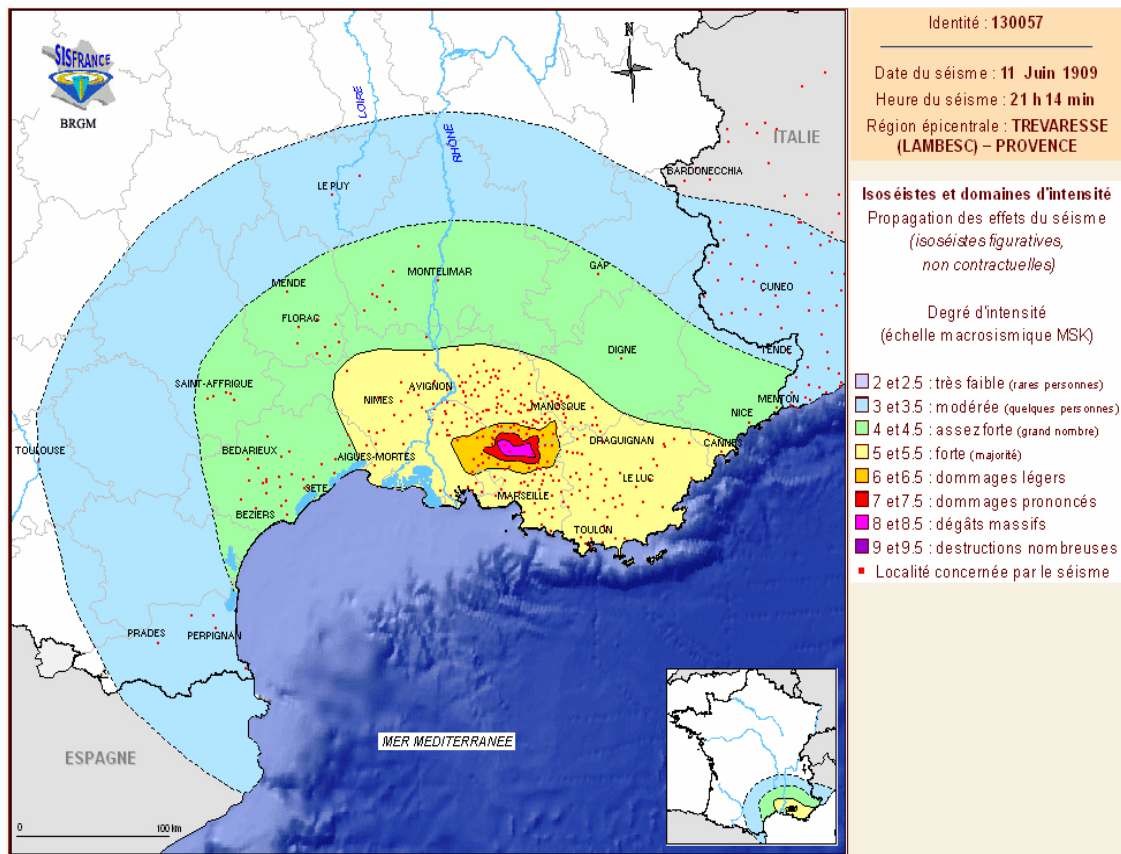 SISFRANCE
BRGM
N
LOIRE
RHÔNE
ITALIE
BARDONECCHIA
LE PUY
MONTELIMAR
GAP
MENDE
CUNEO
FLORAC
DIGNE
TENDE
SAINT-AFFRIQUE
AVIGNON
NIMES
MANOSQUE
MENTON
NICE
TOULOUSE
BEDARIEUX
AIGUES-MORTES
DRAGUIGNAN
CANNES
LE LUC
SETE
MARSEILLE
BEZIERS
TOULON
PRADES
PERPIGNAN
MER MEDITERRANEE
ESPAGNE
0 100 km
Identité : 130057
Date du séisme : 11 Juin 1909
Heure du séisme : 21 h 14 min
Région épicentrale : TREVARESSE
(LAMBESC) – PROVENCE
Isoséistes et domaines d'intensité
Propagation des effets du séisme
(isoséistes figuratives,
non contractuelles)
Degré d'intensité
(échelle macrosismique MSK)
2 et 2.5 : très faible (rares personnes)
3 et 3.5 : modérée (quelques personnes)
4 et 4.5 : assez forte (grand nombre)
5 et 5.5 : forte (majorité)
6 et 6.5 : dommages légers
7 et 7.5 : dommages prononcés
8 et 8.5 : dégâts massifs
9 et 9.5 : destructions nombreuses
Localité concernée par le séisme